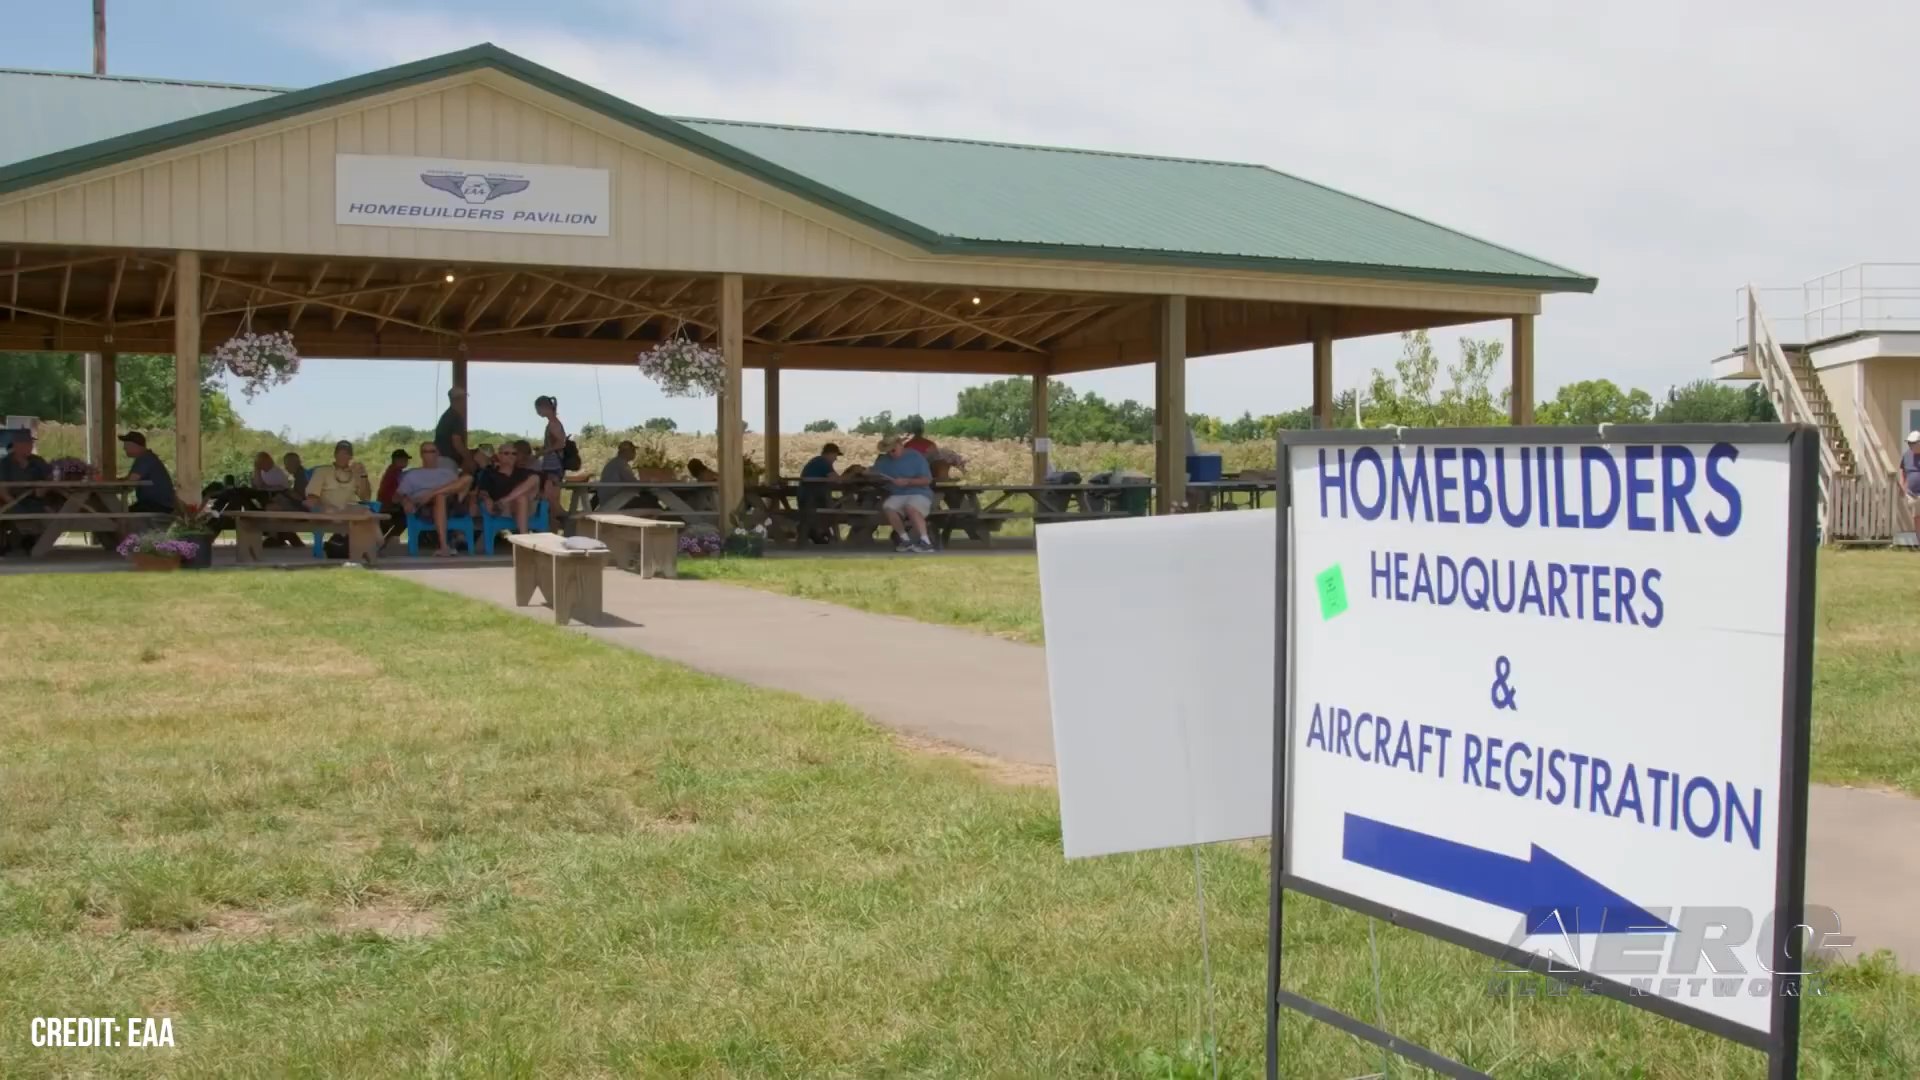 EAA
HOMEBUILDERS PAVILION
HOMEBUILDERS
HEADQUARTERS
&
AIRCRAFT REGISTRATION
AERO
NEWS NETWORK
CREDIT: EAA